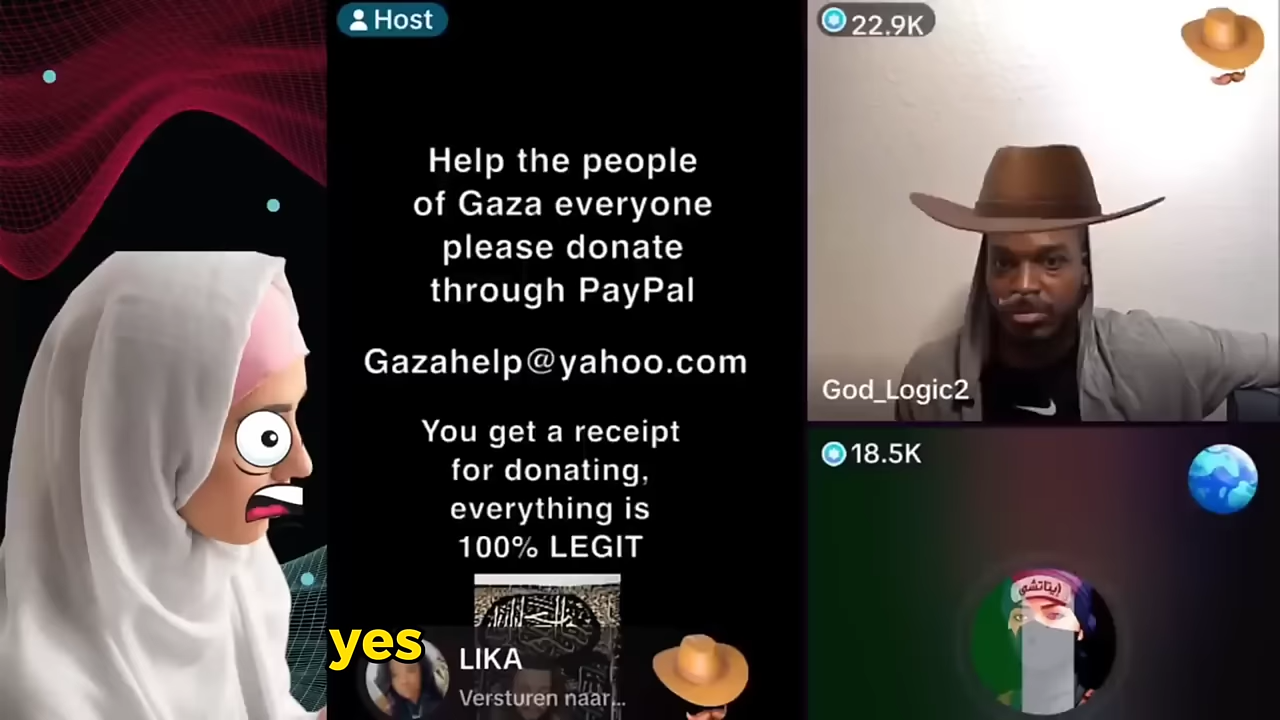 Host
Help the people
of Gaza everyone
please donate
through PayPal
Gazahelp@yahoo.com
You get a receipt
for donating,
everything is
100% LEGIT
yes
LIKA
Versturen naar...
22.9K
God_Logic2
18.5K